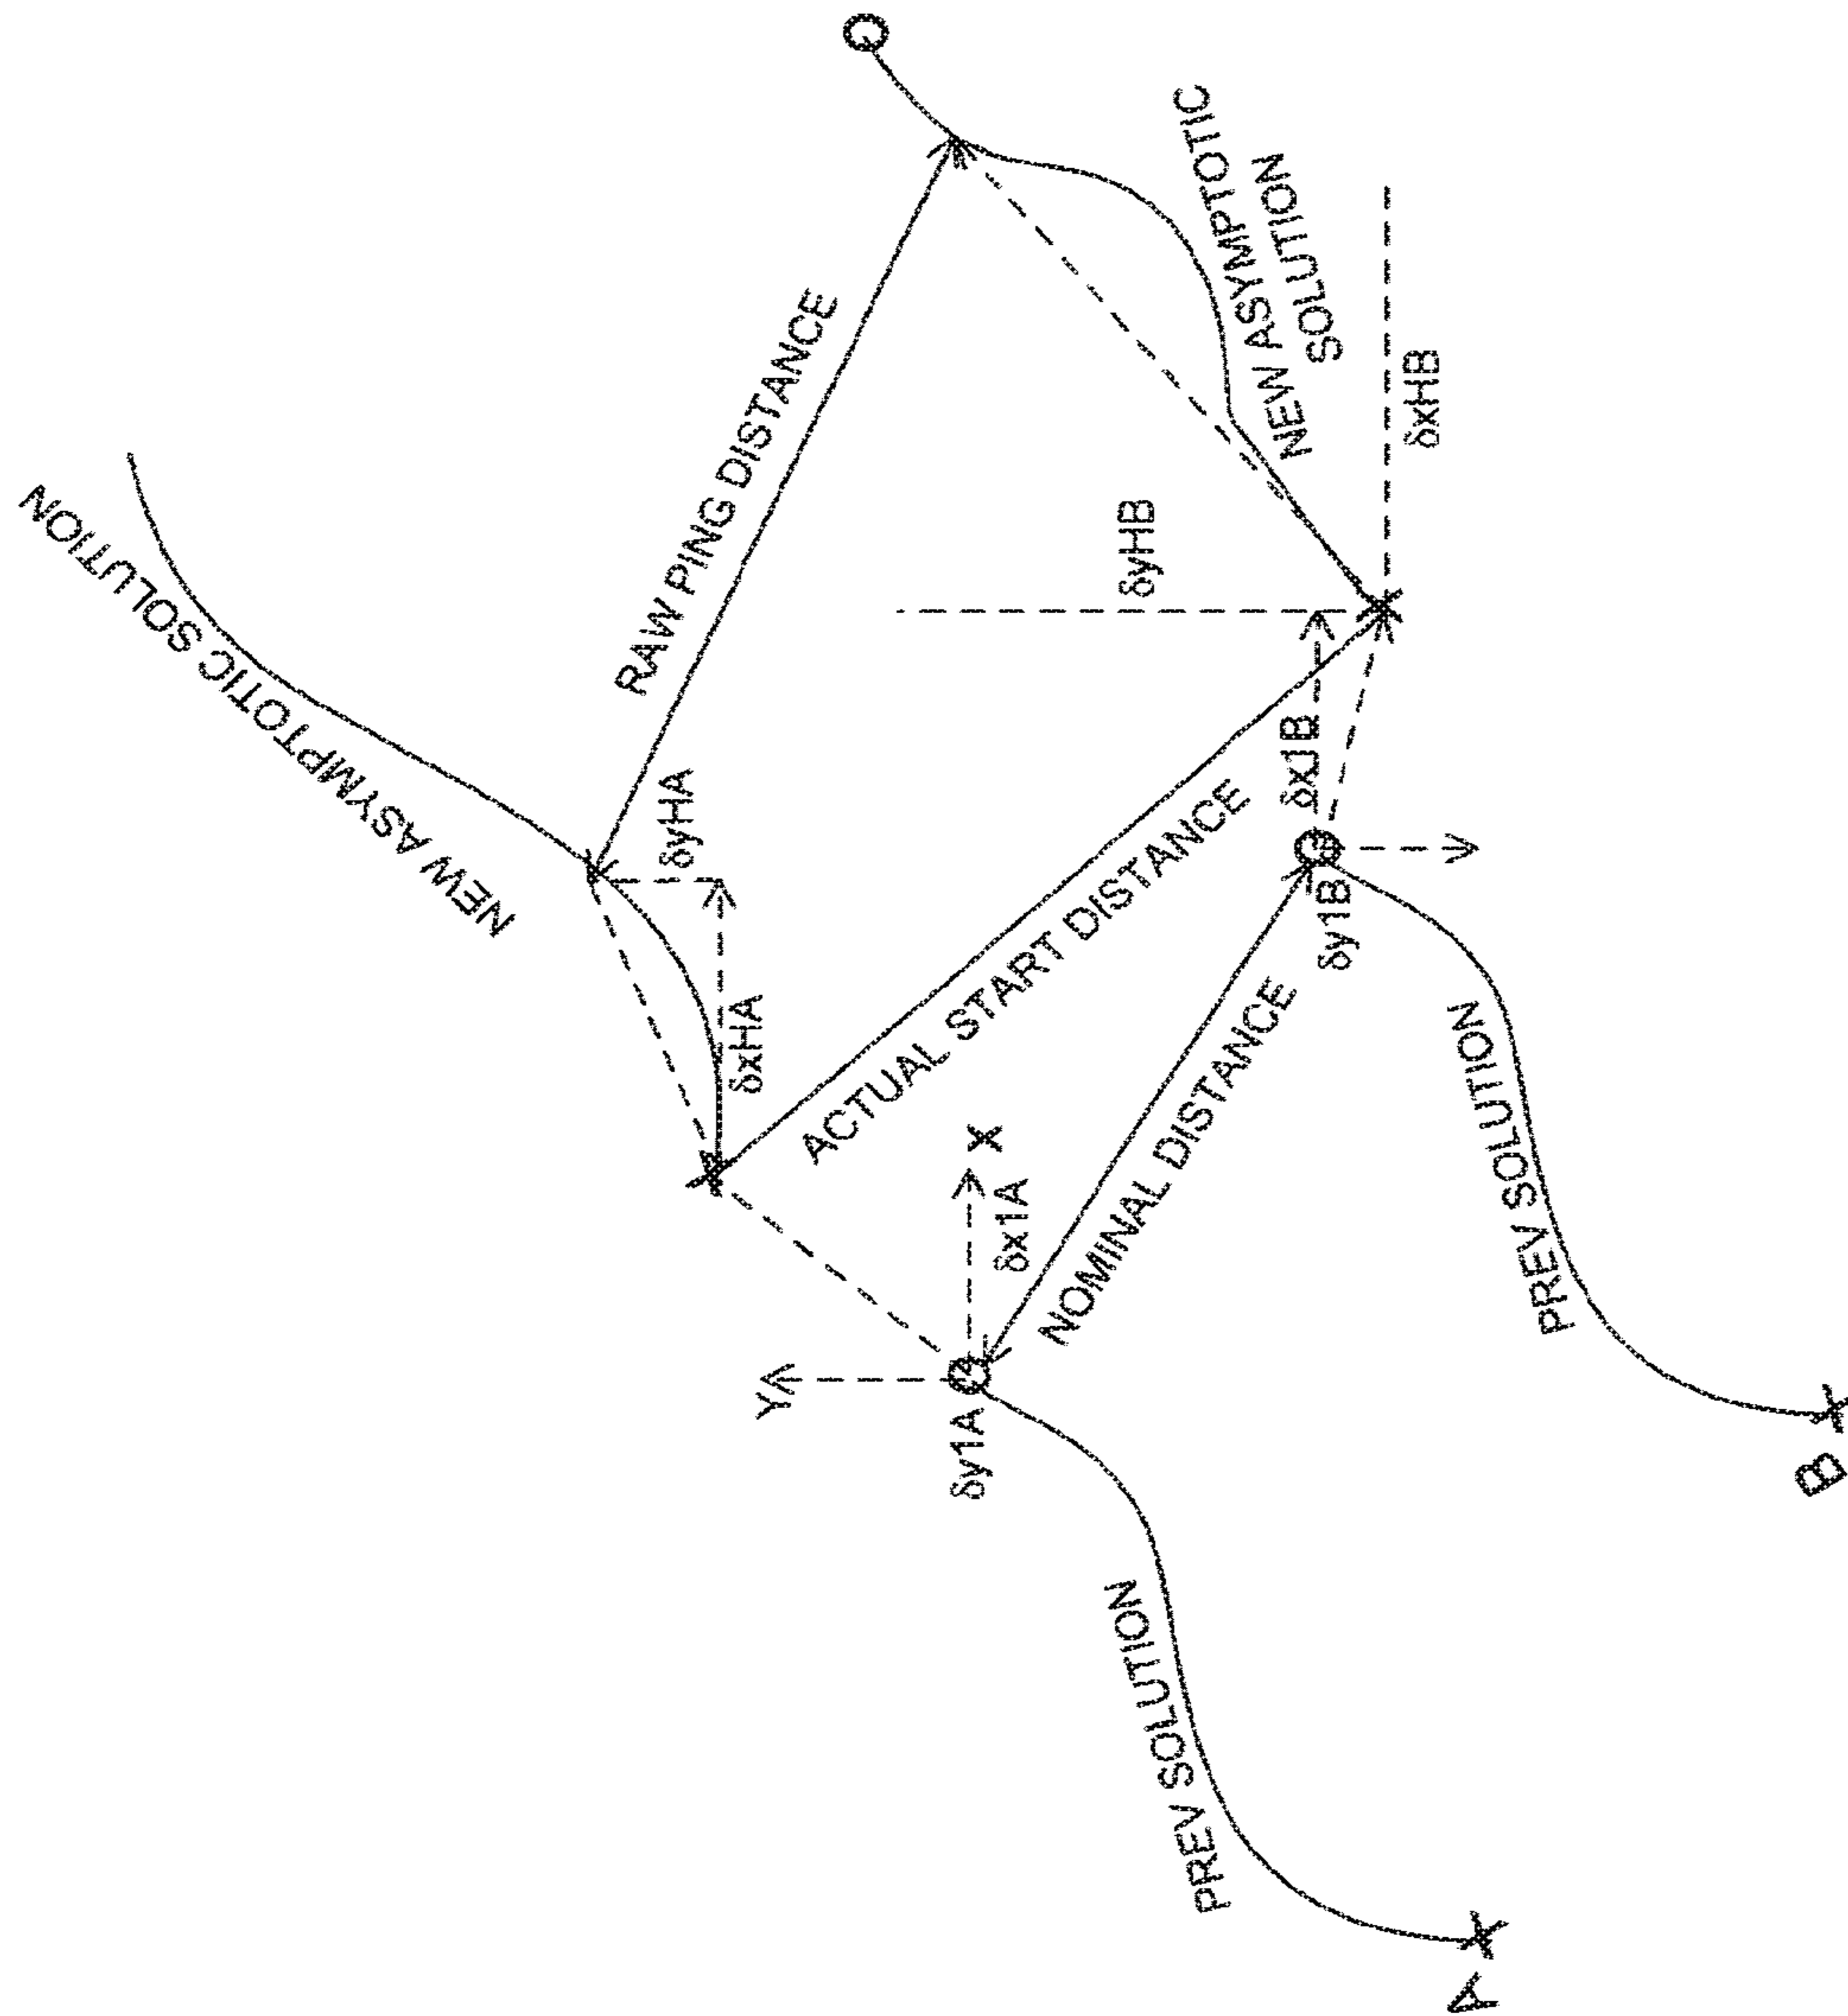 NEW ASYMPTOTIC SOLUTION
RAW PING DISTANCE
NEW ASYMPTOTIC
SOLUTION
δyHA
δxHA
δyHB
δxHB
ACTUAL START DISTANCE
δx1B
δy1B
Y
X
δx1A
δy1A
NOMINAL DISTANCE
PREV SOLUTION
PREV SOLUTION
A
B